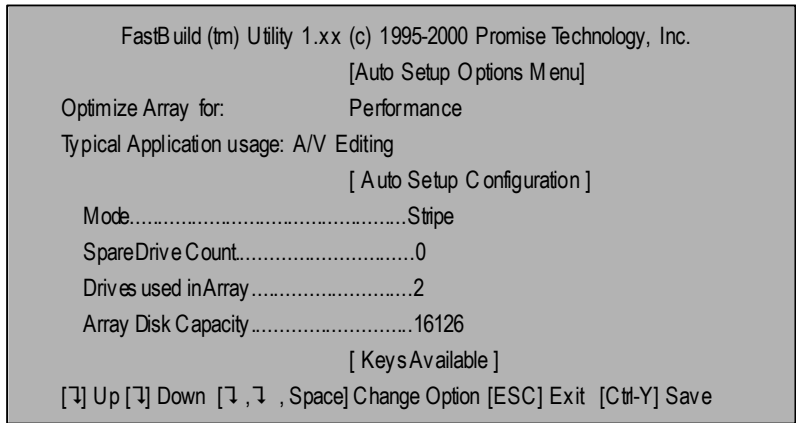 FastBuild (tm) Utility 1.xx (c) 1995-2000 Promise Technology, Inc.
[Auto Setup Options Menu]
Optimize Array for: Performance
Typical Application usage: A/V Editing
[ Auto Setup Configuration ]
Mode...............................................Stripe
Spare Drive Count..............................0
Drives used in Array...........................2
Array Disk Capacity...........................16126
[ Keys Available ]
[↴] Up [↴] Down [↴ ,↴ , Space] Change Option [ESC] Exit [Ctrl-Y] Save